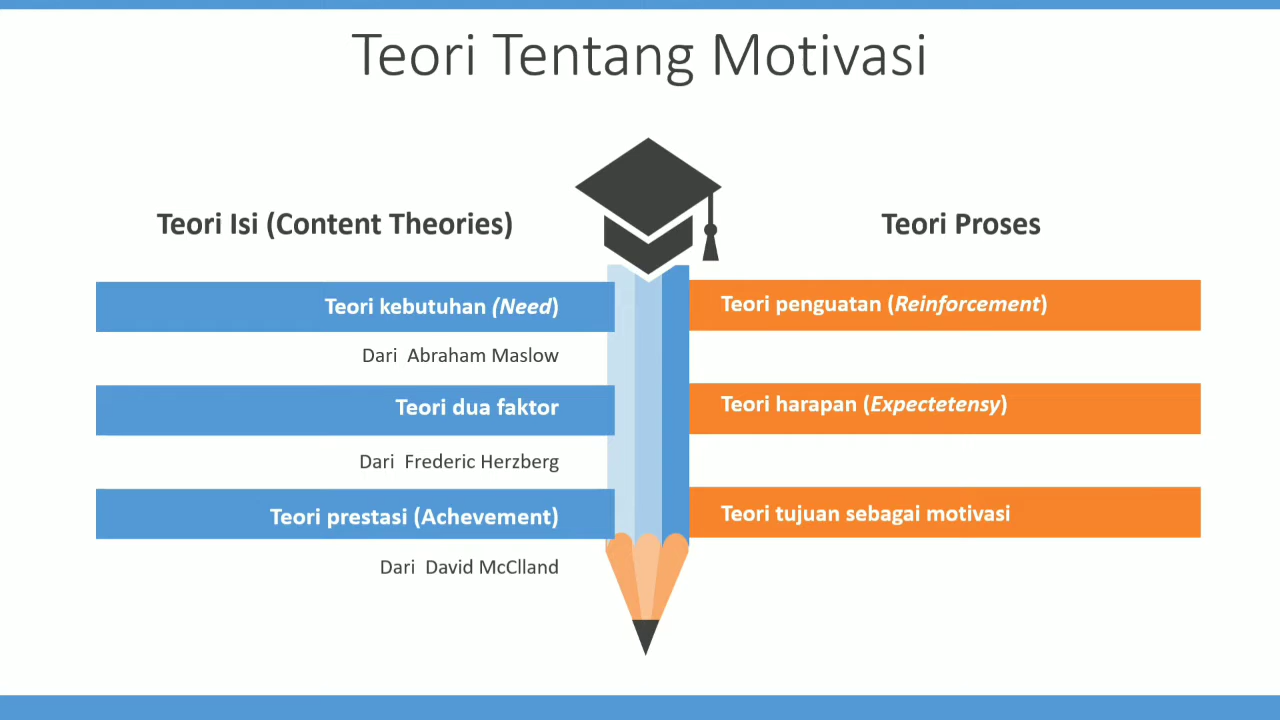 Teori Tentang Motivasi
Teori Isi (Content Theories)
Teori kebutuhan (Need)
Dari Abraham Maslow
Teori dua faktor
Dari Frederic Herzberg
Teori prestasi (Achevement)
Dari David McClland
Teori Proses
Teori penguatan (Reinforcement)
Teori harapan (Expectetensy)
Teori tujuan sebagai motivasi